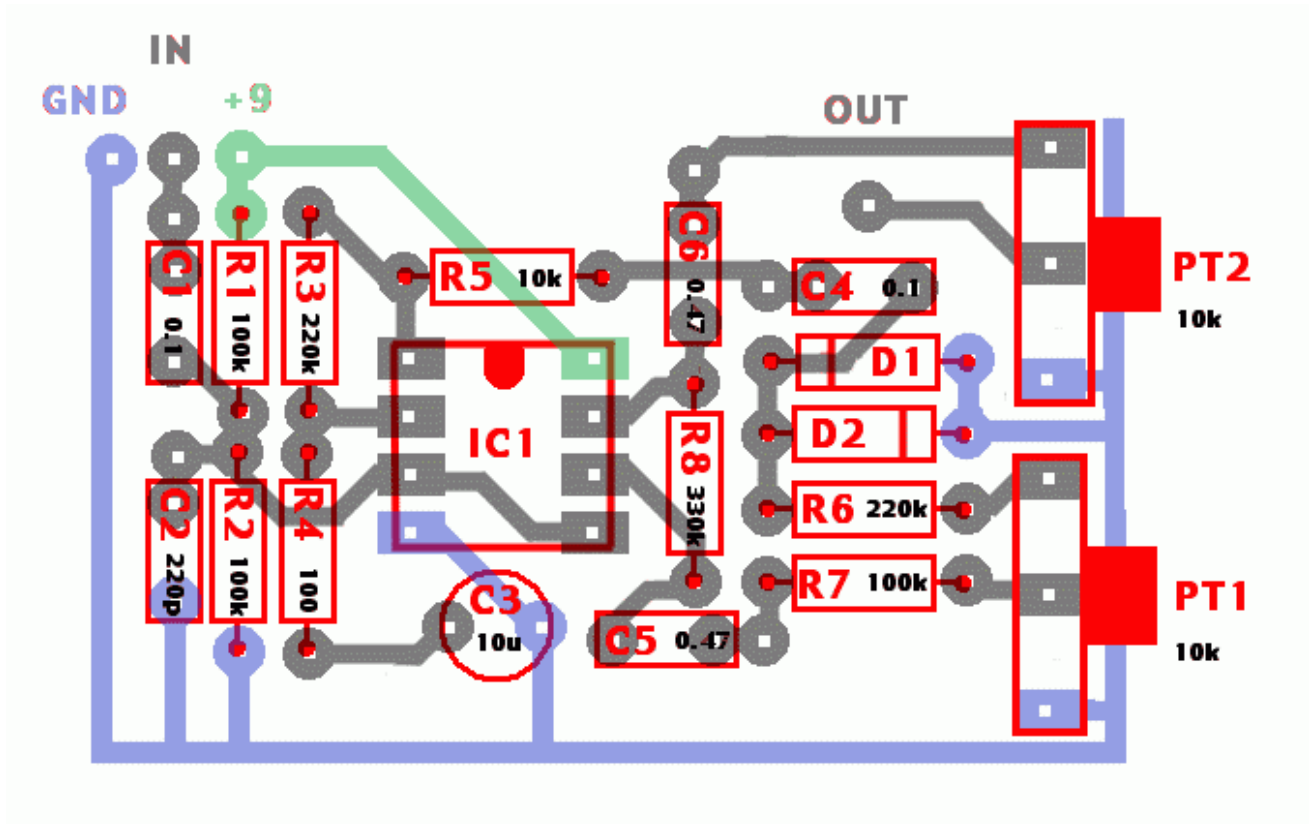 IN
GND
+9
OUT
C1
0.1
R1
100k
R3
220k
R5 10k
C6
0.47
C4 0.1
PT2
10k
D1
D2
IC1
R8
330k
C2
220p
R2
100k
R4
100
R6 220k
R7 100k
C3
10u
C5 0.47
PT1
10k